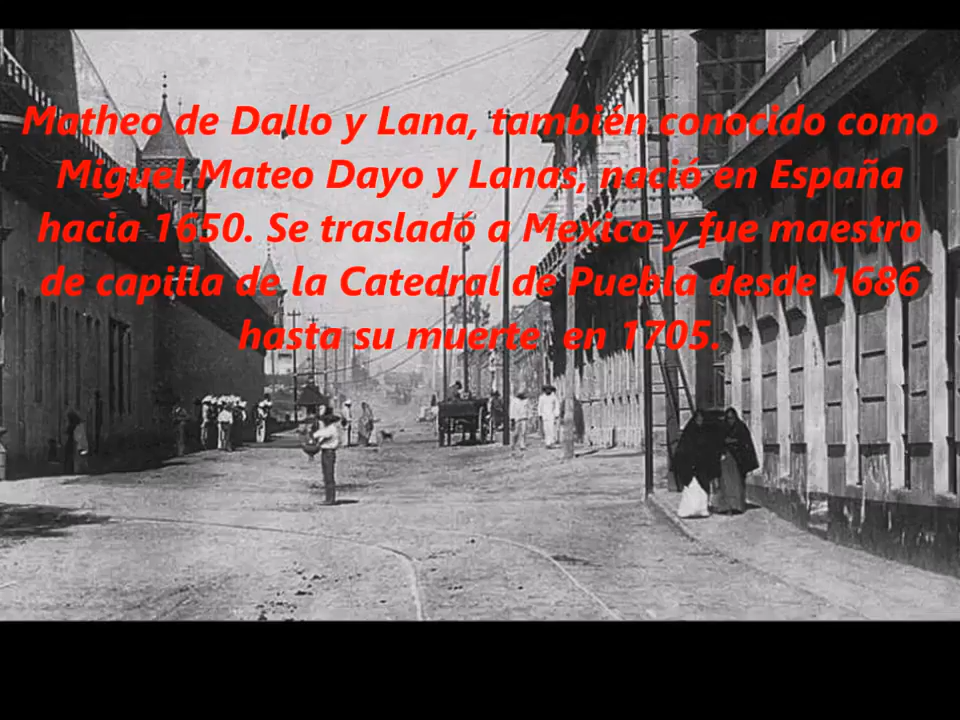 Matheo de Dallo y Lana, también conocido como
Miguel Mateo Dayo y Lanas, nació en España
hacia 1650. Se trasladó a Mexico y fue maestro
de capilla de la Catedral de Puebla desde 1686
hasta su muerte en 1705.